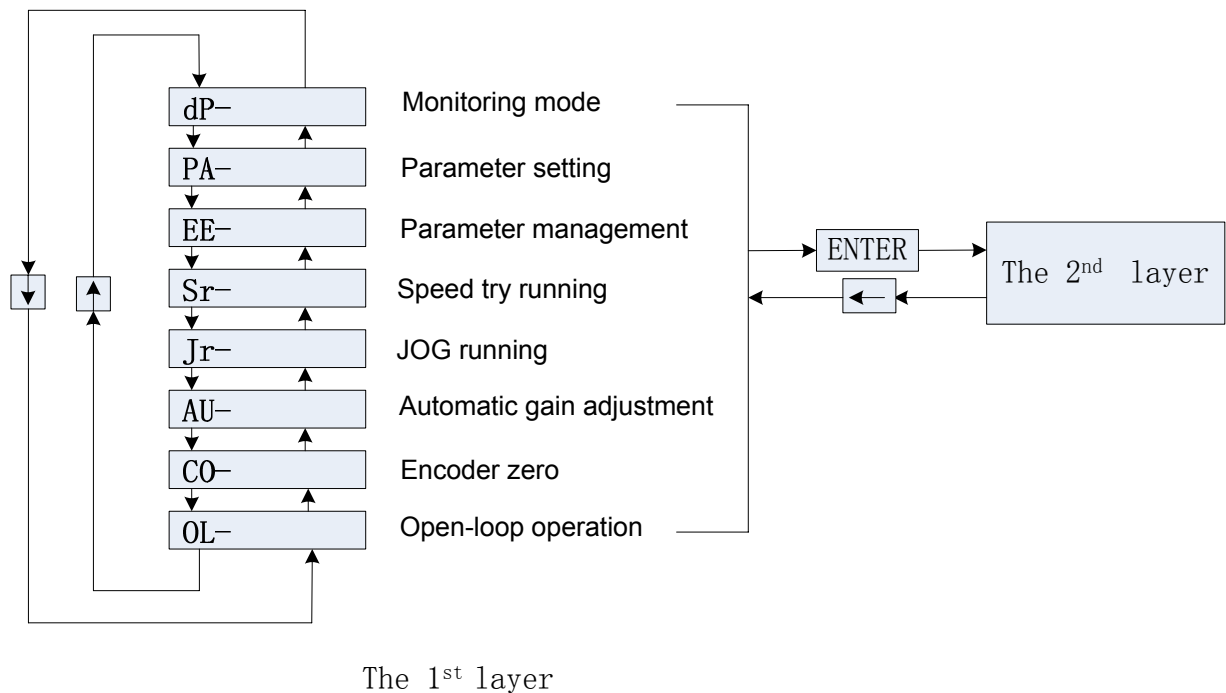 dP- Monitoring mode
PA- Parameter setting
EE- Parameter management
ENTER
The 2nd layer
Sr- Speed try running
Jr- JOG running
AU- Automatic gain adjustment
CO- Encoder zero
OL- Open-loop operation
The 1st layer